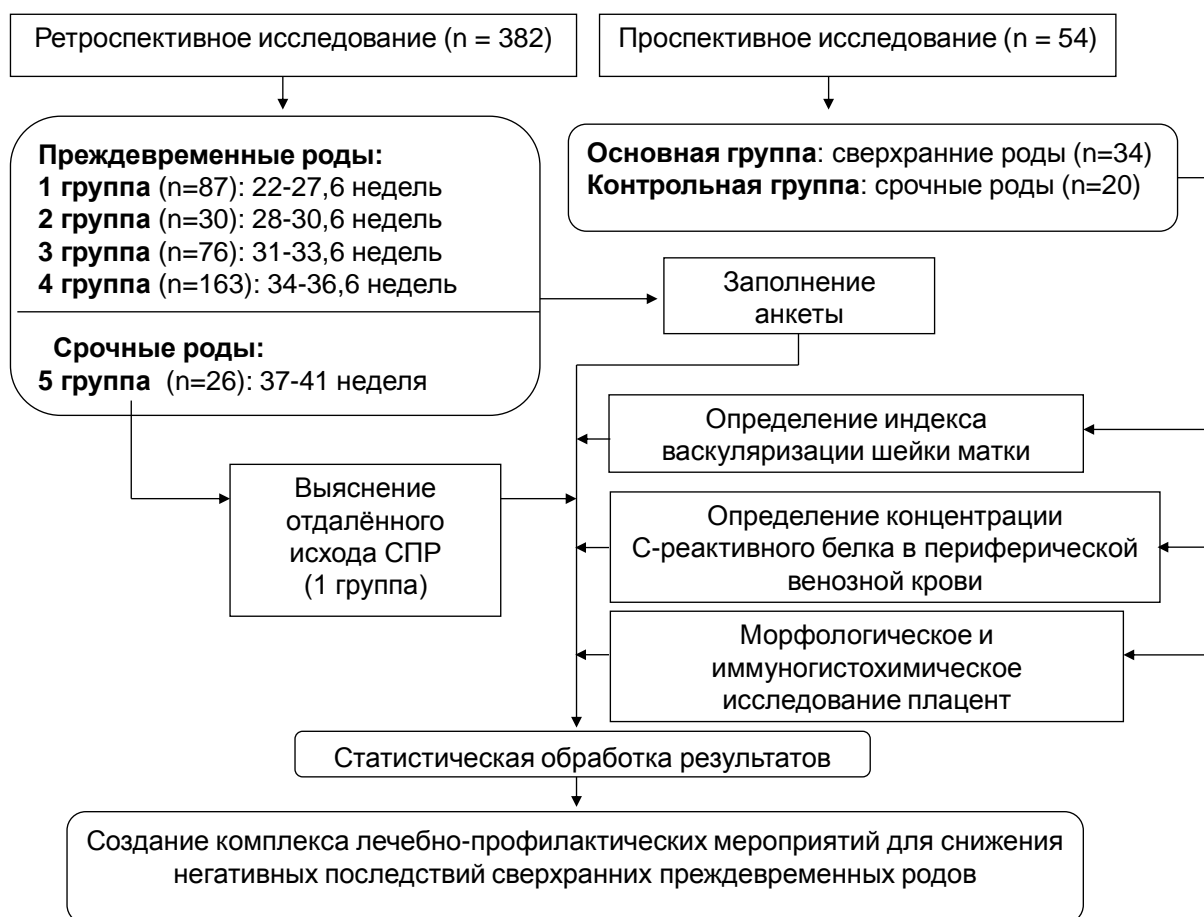 Ретроспективное исследование (n = 382)
Проспективное исследование (n = 54)
Преждевременные роды:
1 группа (n=87): 22-27,6 недель
2 группа (n=30): 28-30,6 недель
3 группа (n=76): 31-33,6 недель
4 группа (n=163): 34-36,6 недель
Срочные роды:
5 группа (n=26): 37-41 неделя
Основная группа: сверхранние роды (n=34)
Контрольная группа: срочные роды (n=20)
Заполнение
анкеты
Определение индекса
васкуляризации шейки матки
Выяснение
отдалённого
исхода СПР
(1 группа)
Определение концентрации
С-реактивного белка в периферической
венозной крови
Морфологическое и
иммуногистохимическое
исследование плацент
Статистическая обработка результатов
Создание комплекса лечебно-профилактических мероприятий для снижения
негативных последствий сверхранних преждевременных родов